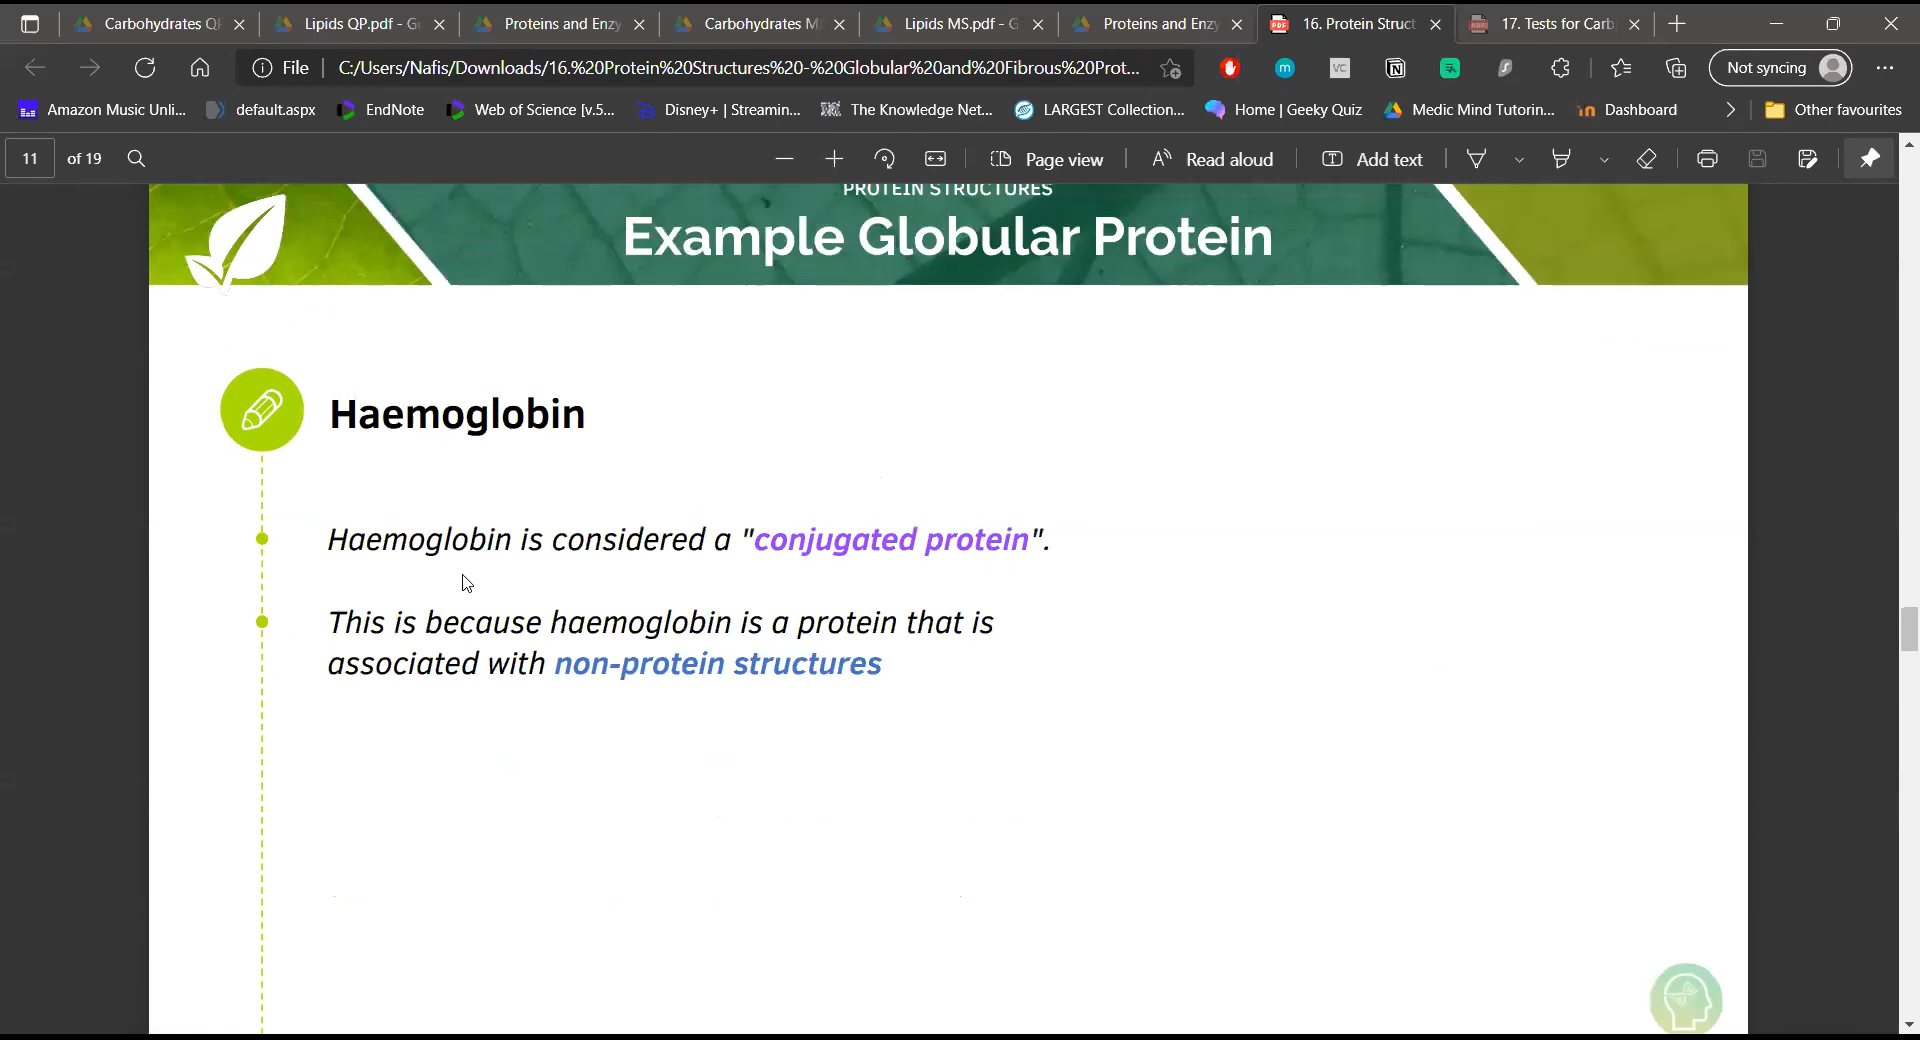 Carbohydrates Q
Lipids QP.pdf - G
Proteins and Enzy
Carbohydrates M
Lipids MS.pdf - G
Proteins and Enzy
16. Protein Struct
17. Tests for Carb
File
C:/Users/Nafis/Downloads/16.%20Protein%20Structures%20-%20Globular%20and%20Fibrous%20Prot...
VC
m
Not syncing
Amazon Music Unli...
default.aspx
EndNote
Web of Science [v.5...
Disney+ | Streamin...
The Knowledge Net...
LARGEST Collection...
Home | Geeky Quiz
Medic Mind Tutorin...
Dashboard
Other favourites
11 of 19
Page view
Read aloud
Add text
PROTEIN STRUCTURES
Example Globular Protein
Haemoglobin
Haemoglobin is considered a "conjugated protein".
This is because haemoglobin is a protein that is
associated with non-protein structures